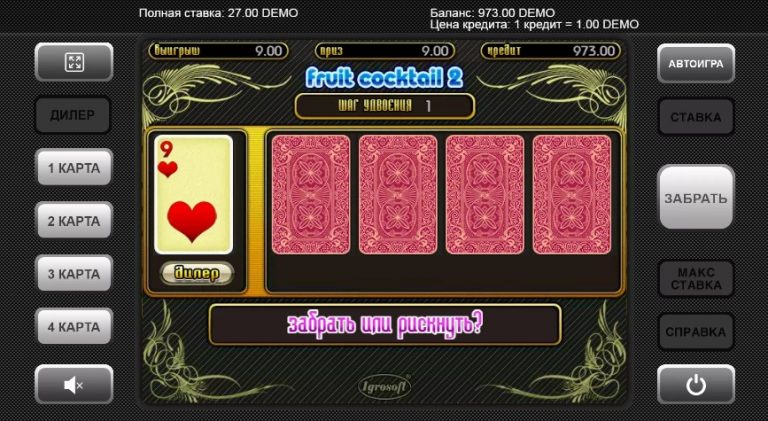 Полная ставка: 27.00 DEMO
Баланс: 973.00 DEMO
Цена кредита: 1 кредит = 1.00 DEMO
выигрыш 9.00
приз 9.00
кредит 973.00
fruit cocktail 2
шаг удвоения 1
АВТОИГРА
ДИЛЕР
СТАВКА
9
1 КАРТА
2 КАРТА
ЗАБРАТЬ
3 КАРТА
дилер
МАКС
СТАВКА
4 КАРТА
забрать или рискнуть?
СПРАВКА
Igrosoft